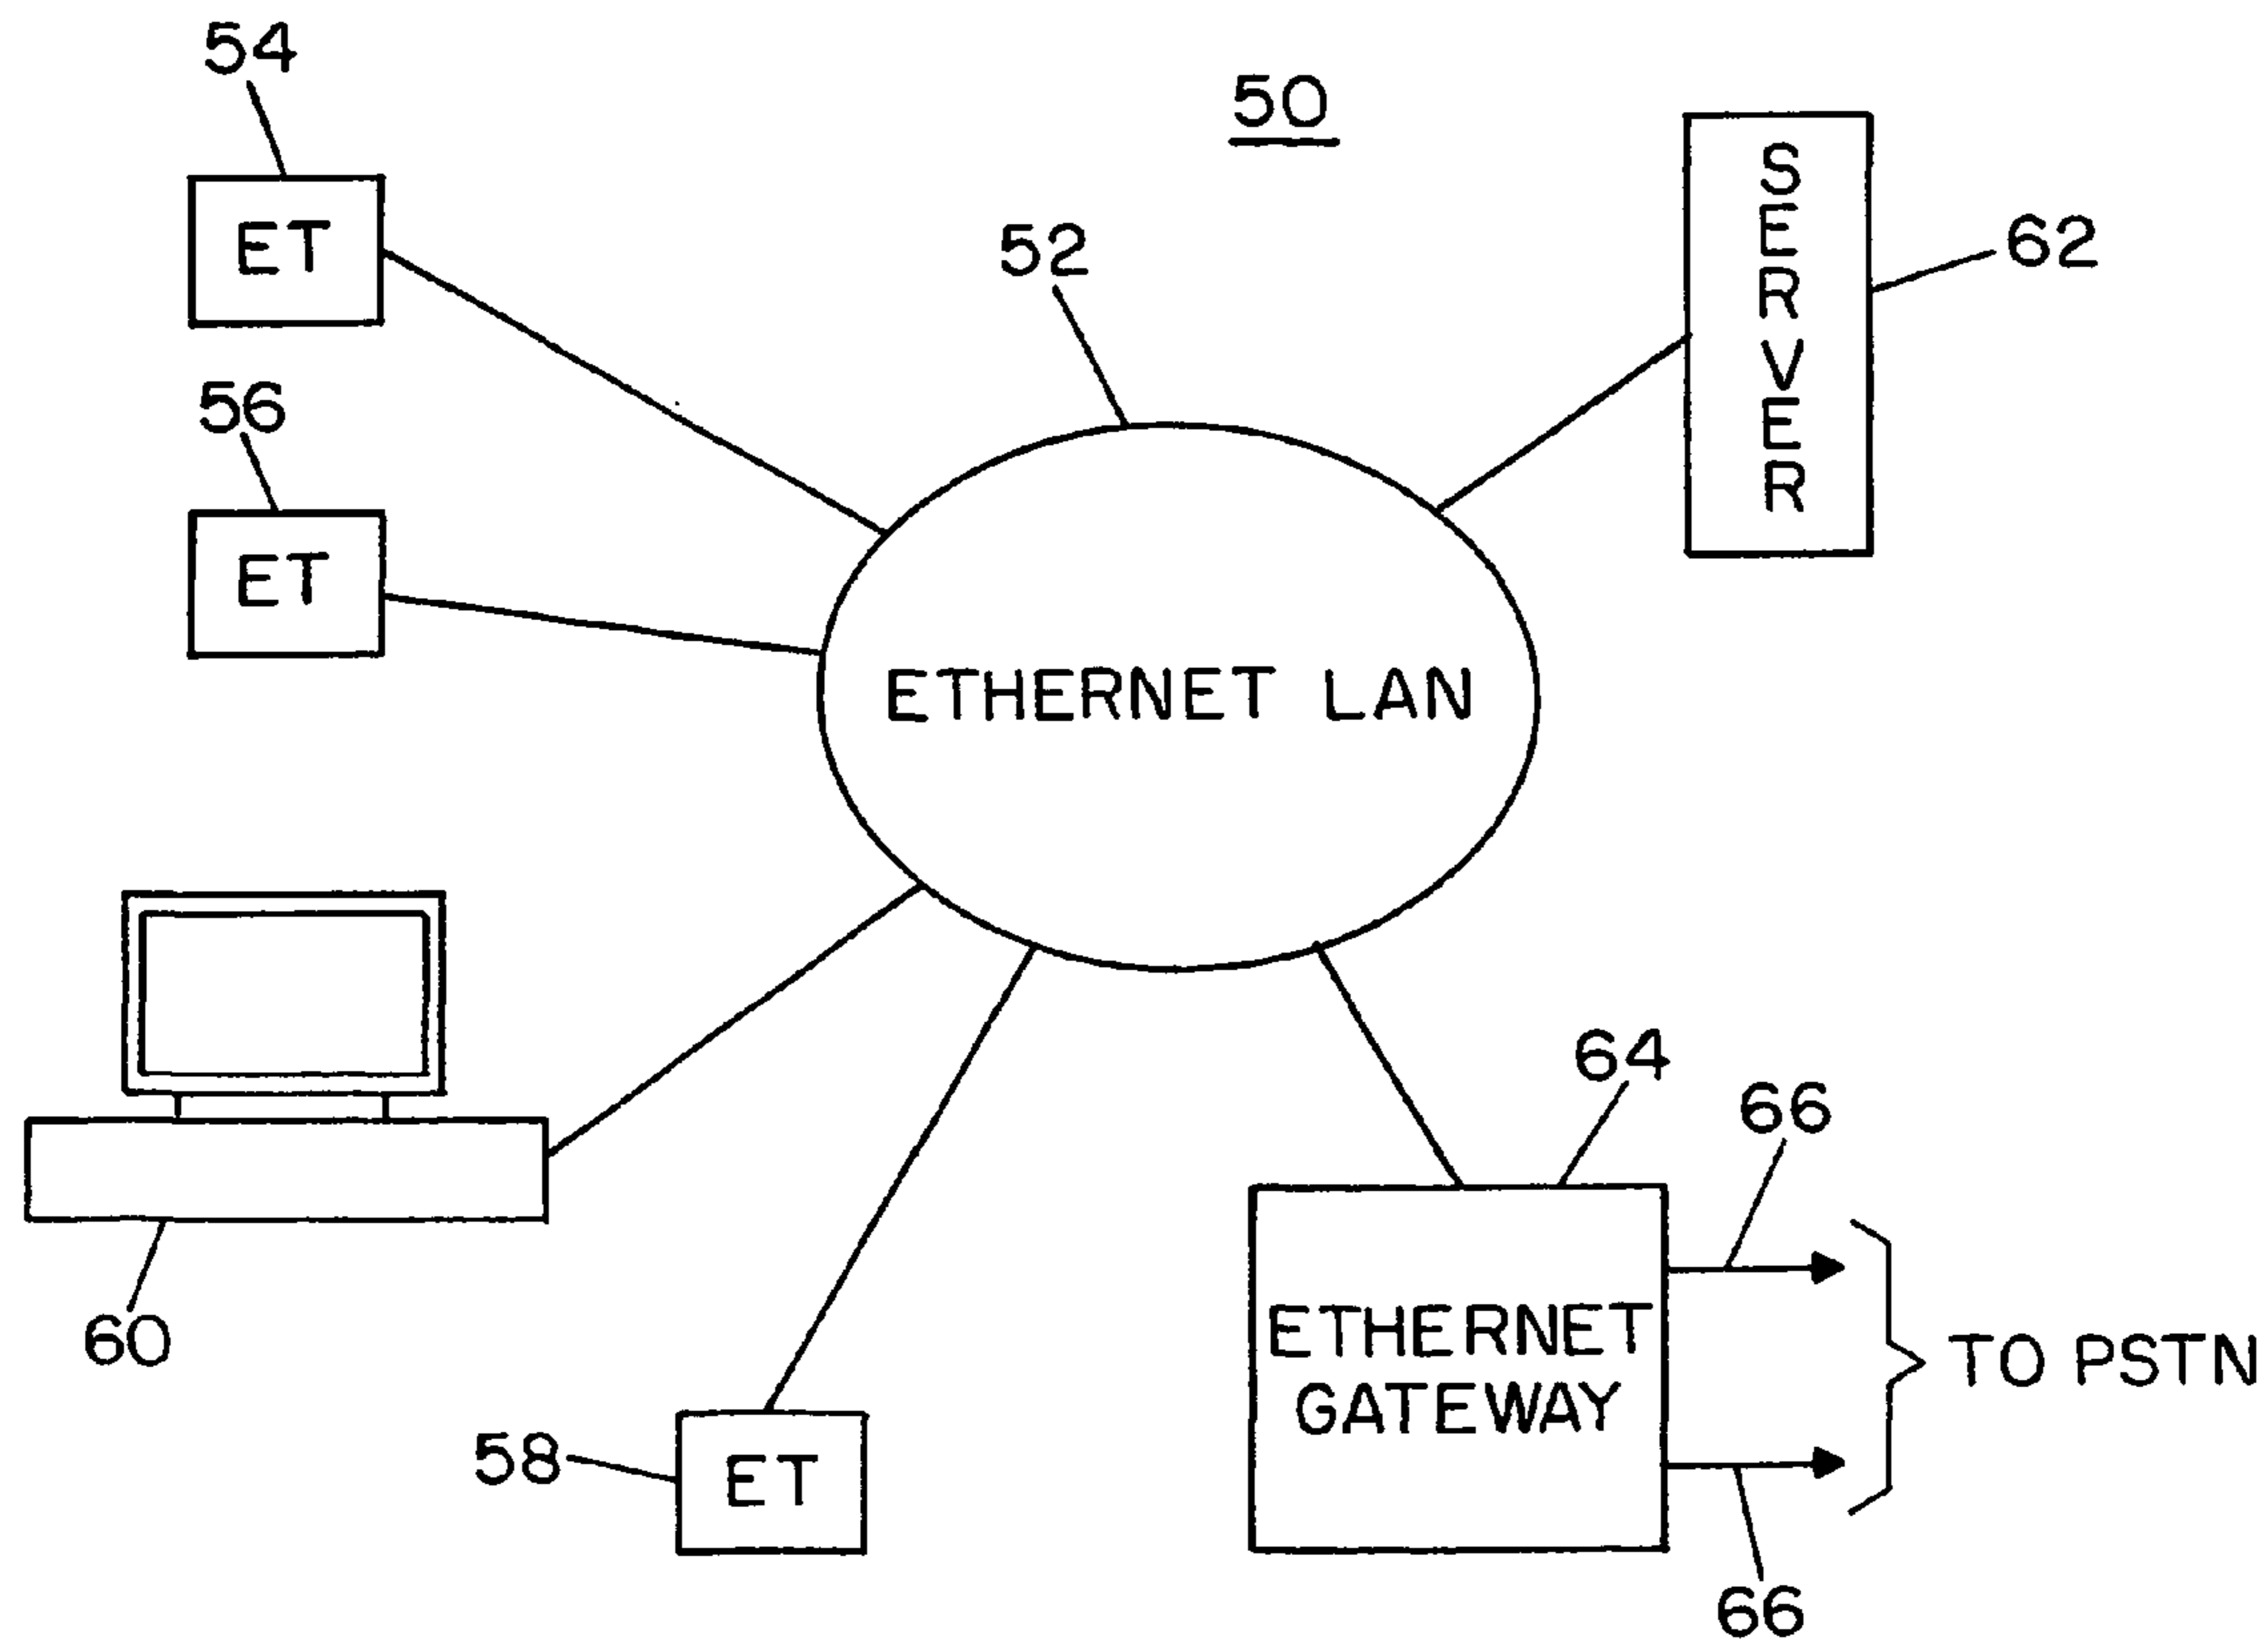 54
50
SERVER
62
52
ET
56
ET
ETHERNET LAN
64
66
60
ETHERNET
GATEWAY
TO PSTN
58
ET
66